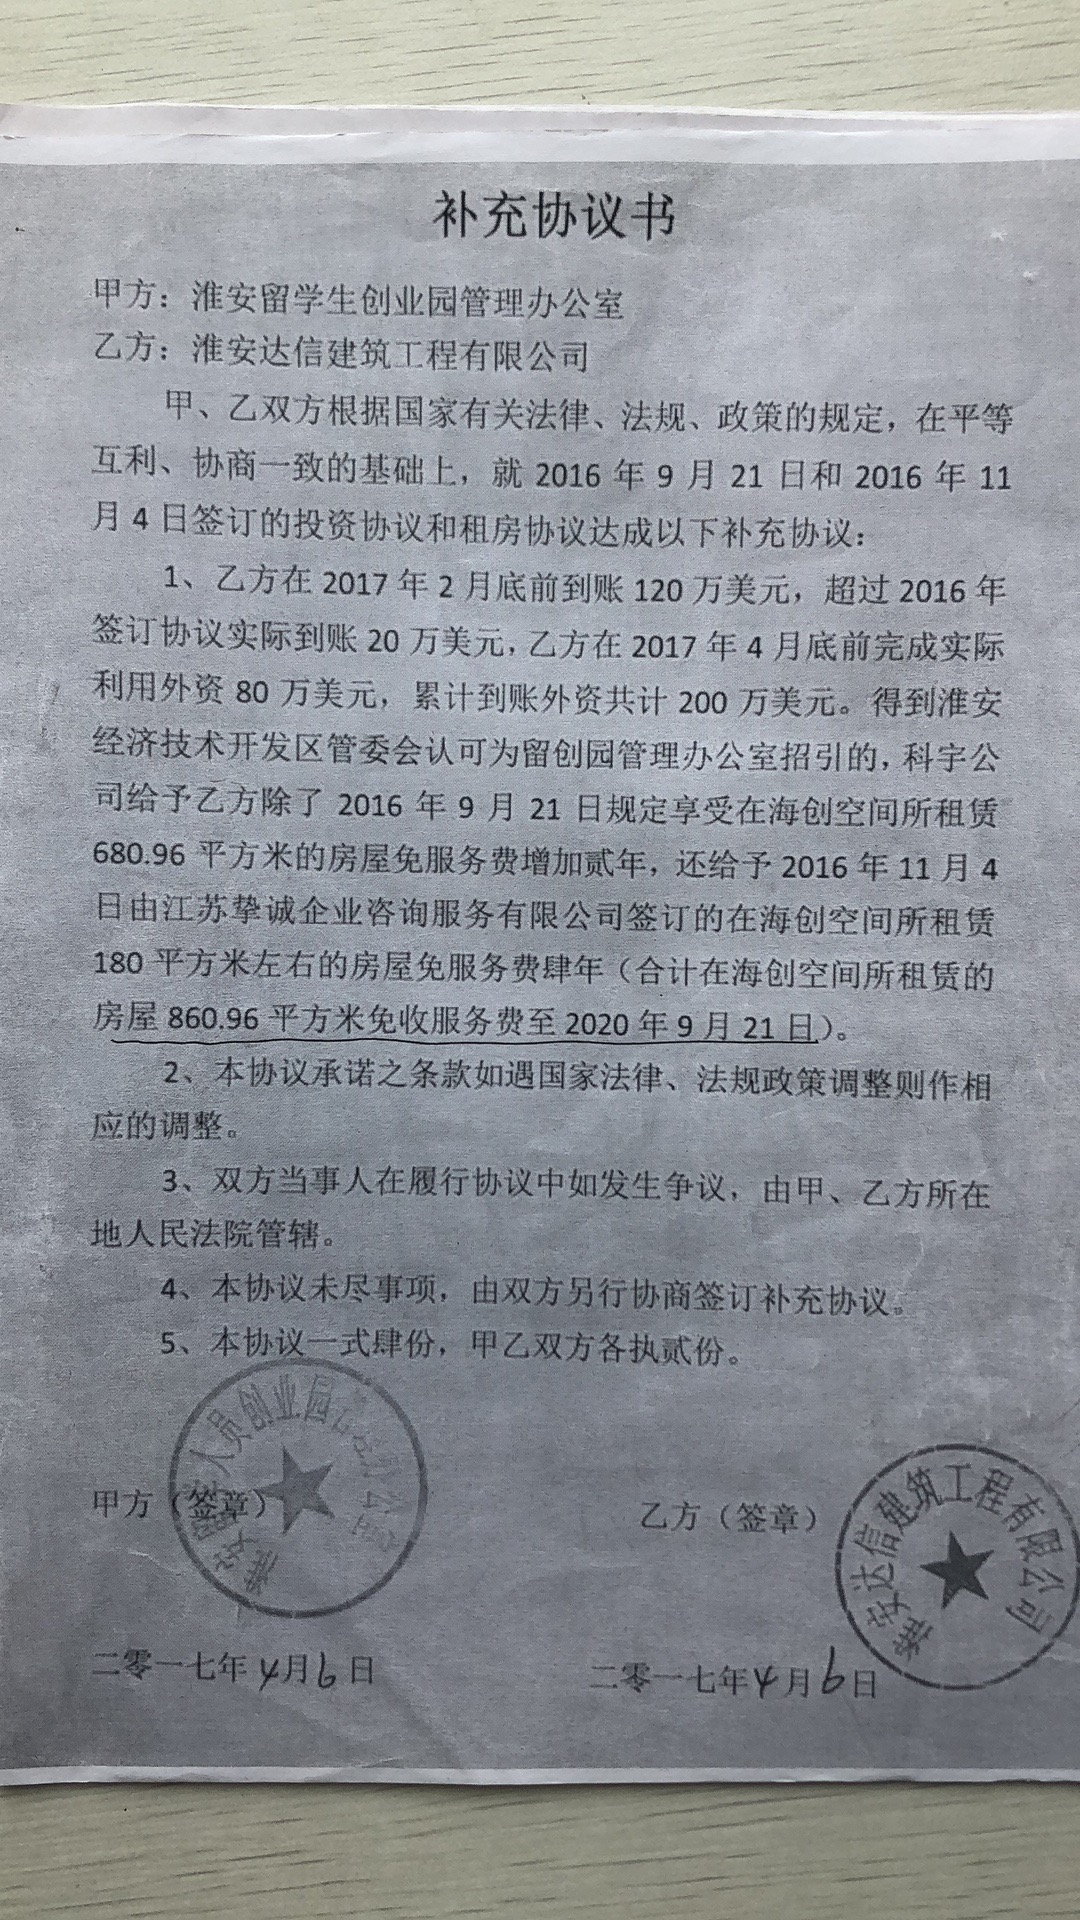 补充协议书
甲方：淮安留学生创业园管理办公室
乙方：淮安达信建筑工程有限公司
甲、乙双方根据国家有关法律、法规、政策的规定，在平等
互利、协商一致的基础上，就 2016 年 9 月 21 日和 2016 年 11
月 4 日签订的投资协议和租房协议达成以下补充协议：
1、乙方在 2017 年 2 月底前到账 120 万美元，超过 2016 年
签订协议实际到账 20 万美元，乙方在 2017 年 4 月底前完成实际
利用外资 80 万美元，累计到账外资共计 200 万美元。得到淮安
经济技术开发区管委会认可为留创园管理办公室招引的，科宇公
司给予乙方除了 2016 年 9 月 21 日规定享受在海创空间所租赁
680.96 平方米的房屋免服务费增加贰年，还给予 2016 年 11 月 4
日由江苏挚诚企业咨询服务有限公司签订的在海创空间所租赁
180 平方米左右的房屋免服务费肆年（合计在海创空间所租赁的
房屋 860.96 平方米免收服务费至 2020 年 9 月 21 日）。
2、本协议承诺之条款如遇国家法律、法规政策调整则作相
应的调整。
3、双方当事人在履行协议中如发生争议，由甲、乙方所在
地人民法院管辖。
4、本协议未尽事项，由双方另行协商签订补充协议。
5、本协议一式肆份，甲乙双方各执贰份。
淮安留学人员创业园管理办公室
甲方（签章）
乙方（签章）
淮安达信建筑工程有限公司
二零一七年 4 月 6 日
二零一七年 4 月 6 日